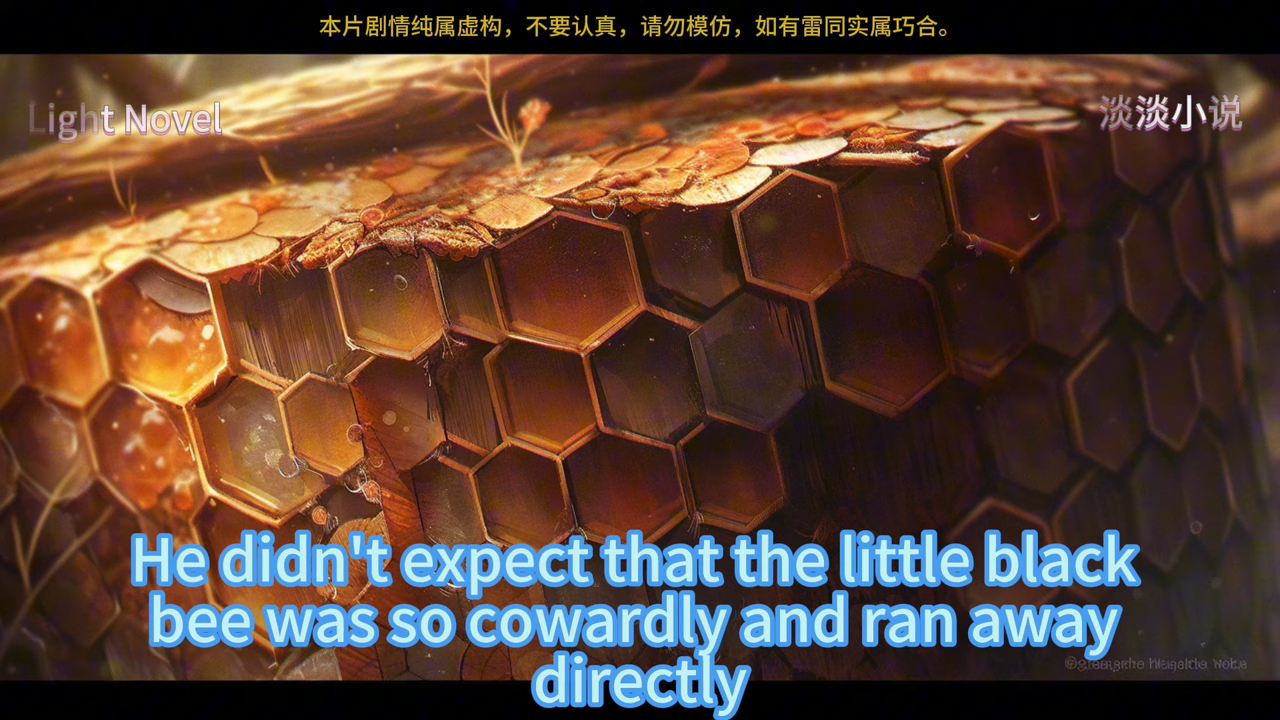 本片剧情纯属虚构，不要认真，请勿模仿，如有雷同实属巧合。
Light Novel
淡淡小说
He didn't expect that the little black
bee was so cowardly and ran away
directly